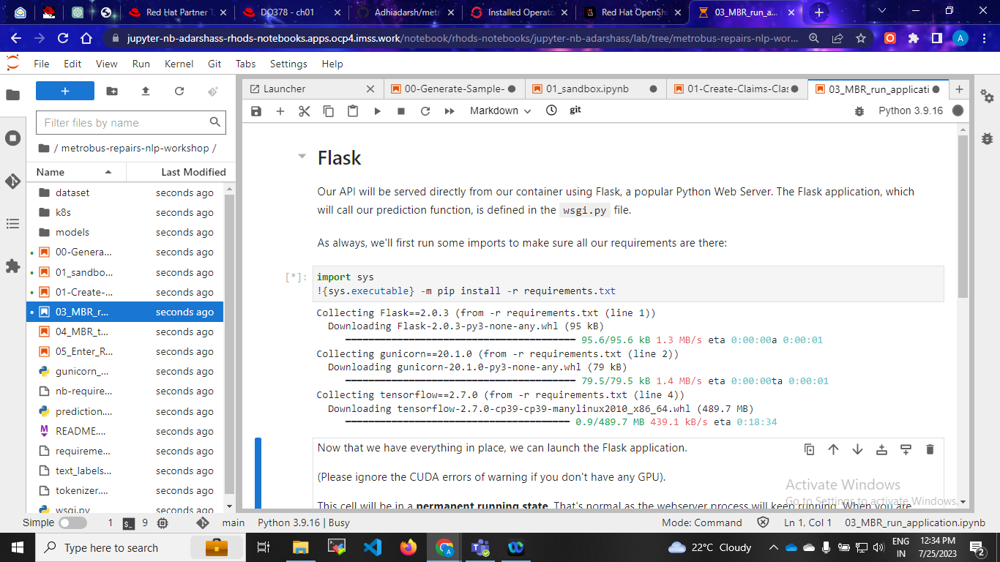 Red Hat Partner T
DO378 - ch01
Adhiadarsh/metr
Installed Operato
Red Hat OpenShi
03_MBR_run_a...
jupyter-nb-adarshass-rhods-notebooks.apps.ocp4.imss.work/notebook/rhods-notebooks/jupyter-nb-adarshass/lab/tree/metrobus-repairs-nlp-wor...
A
File Edit View Run Kernel Git Tabs Settings Help
Launcher
00-Generate-Sample-
01_sandbox.ipynb
01-Create-Claims-Clas
03_MBR_run_applicati
Markdown
git
Python 3.9.16
Filter files by name
/ metrobus-repairs-nlp-workshop /
Name Last Modified
dataset seconds ago
k8s seconds ago
models seconds ago
00-Genera... seconds ago
01_sandbo... seconds ago
01-Create-... seconds ago
03_MBR_r... seconds ago
04_MBR_t... seconds ago
05_Enter_R... seconds ago
gunicorn_... seconds ago
nb-require... seconds ago
prediction.... seconds ago
README.... seconds ago
requireme... seconds ago
text_labels... seconds ago
tokenizer.... seconds ago
wsgi.py seconds ago
Flask
Our API will be served directly from our container using Flask, a popular Python Web Server. The Flask application, which
will call our prediction function, is defined in the wsgi.py file.
As always, we'll first run some imports to make sure all our requirements are there:
[*]: import sys
!{sys.executable} -m pip install -r requirements.txt
Collecting Flask==2.0.3 (from -r requirements.txt (line 1))
Downloading Flask-2.0.3-py3-none-any.whl (95 kB)
95.6/95.6 kB 1.3 MB/s eta 0:00:00a 0:00:01
Collecting gunicorn==20.1.0 (from -r requirements.txt (line 2))
Downloading gunicorn-20.1.0-py3-none-any.whl (79 kB)
79.5/79.5 kB 1.4 MB/s eta 0:00:00ta 0:00:01
Collecting tensorflow==2.7.0 (from -r requirements.txt (line 4))
Downloading tensorflow-2.7.0-cp39-cp39-manylinux2010_x86_64.whl (489.7 MB)
0.9/489.7 MB 439.1 kB/s eta 0:18:34
Now that we have everything in place, we can launch the Flask application.
(Please ignore the CUDA errors of warning if you don't have any GPU).
This cell will be in a permanent running state. That's normal as the webserver process will keep running. When you are
Activate Windows
Go to Settings to activate Windows.
Simple 1 $_ 9 main Python 3.9.16 | Busy Mode: Command Ln 1, Col 1 03_MBR_run_application.ipynb
Type here to search
22°C Cloudy
ENG
IN
12:34 PM
7/25/2023
2